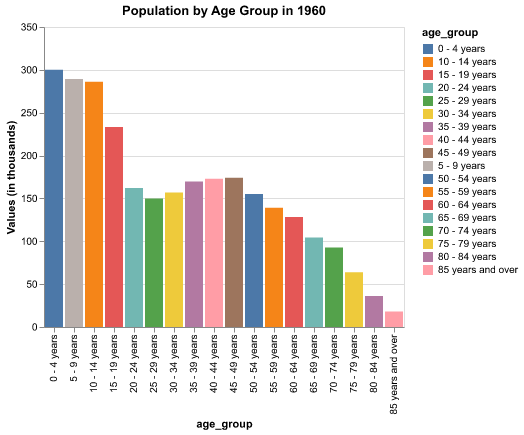 Population by Age Group in 1960
Values (in thousands)
350
300
250
200
150
100
50
0
0 - 4 years
5 - 9 years
10 - 14 years
15 - 19 years
20 - 24 years
25 - 29 years
30 - 34 years
35 - 39 years
40 - 44 years
45 - 49 years
50 - 54 years
55 - 59 years
60 - 64 years
65 - 69 years
70 - 74 years
75 - 79 years
80 - 84 years
85 years and over
age_group
age_group
0 - 4 years
10 - 14 years
15 - 19 years
20 - 24 years
25 - 29 years
30 - 34 years
35 - 39 years
40 - 44 years
45 - 49 years
5 - 9 years
50 - 54 years
55 - 59 years
60 - 64 years
65 - 69 years
70 - 74 years
75 - 79 years
80 - 84 years
85 years and over